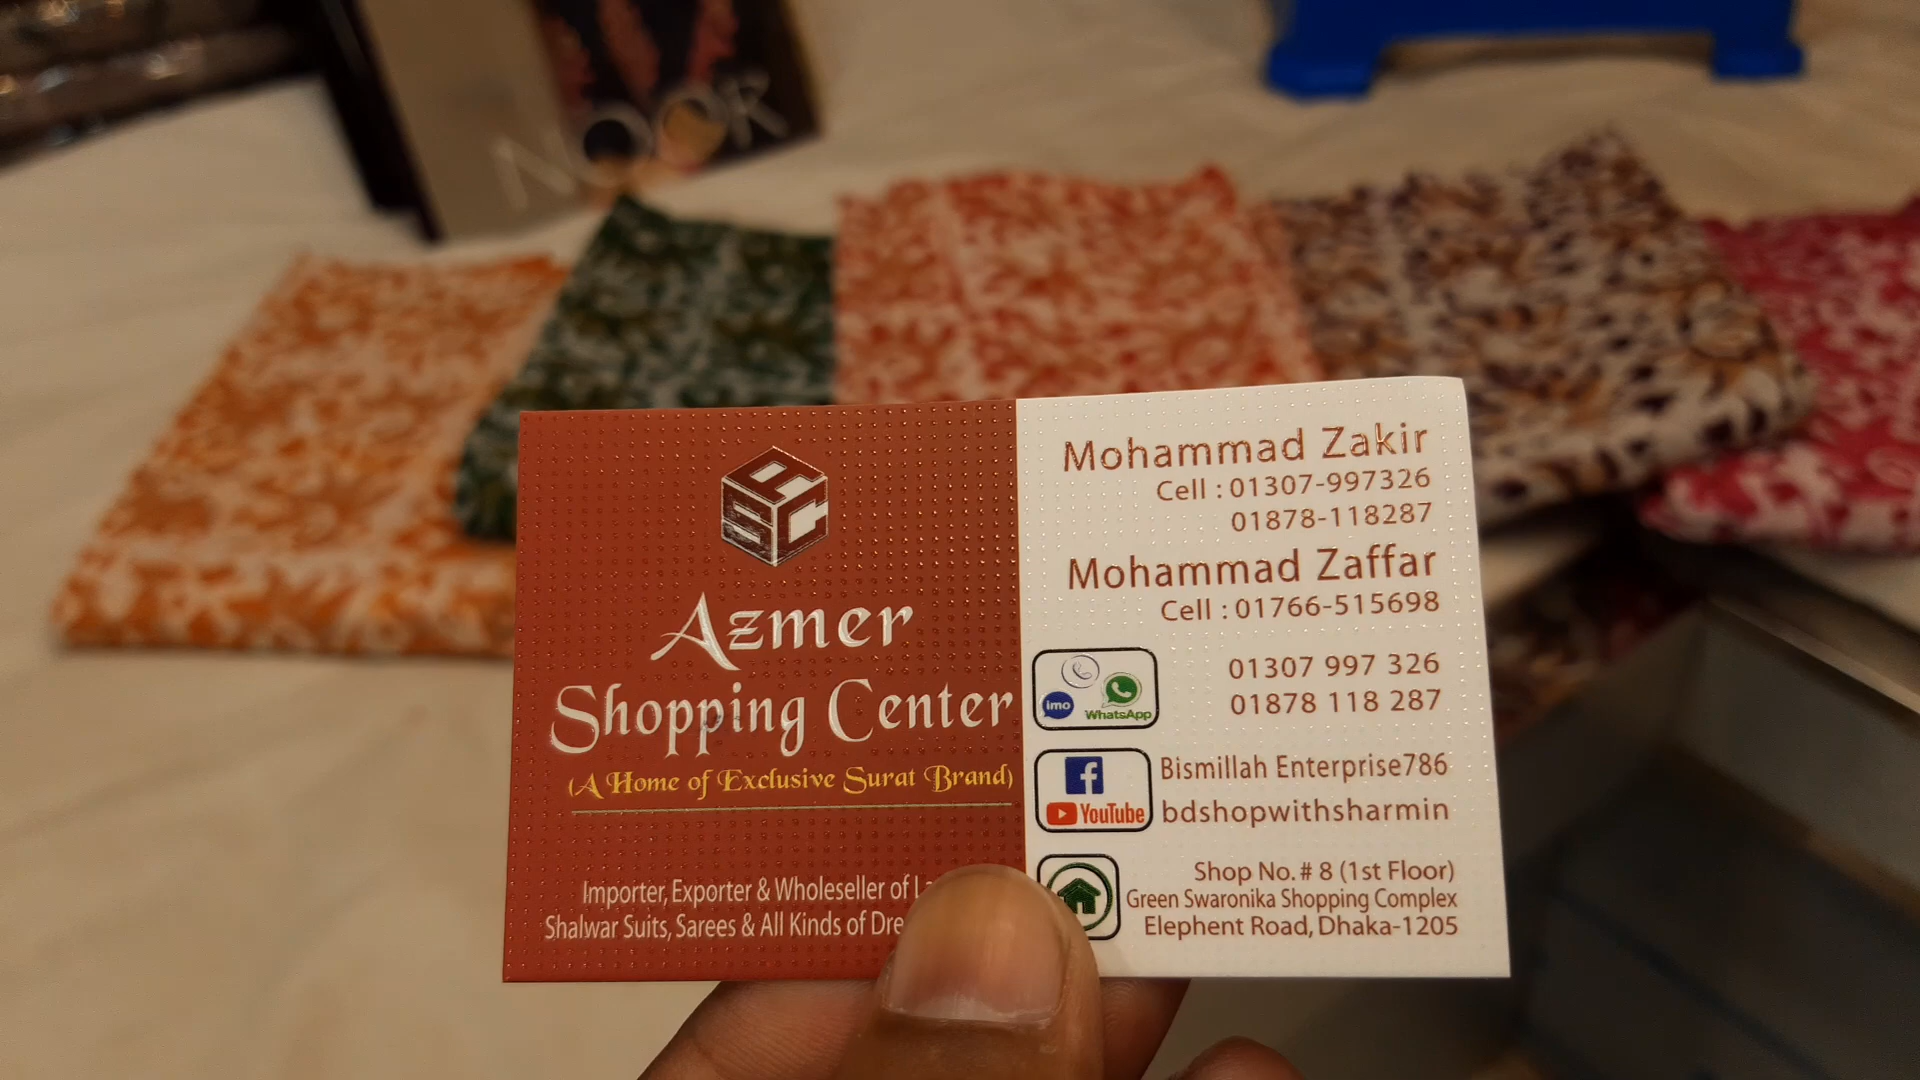 NOOR
ASC
Azmer
Shopping Center
(A Home of Exclusive Surat Brand)
Importer, Exporter & Wholeseller of
Shalwar Suits, Sarees & All Kinds of
Mohammad Zakir
Cell : 01307-997326
01878-118287
Mohammad Zaffar
Cell : 01766-515698
imo
WhatsApp
01307 997 326
01878 118 287
f
YouTube
Bismillah Enterprise786
bdshopwithsharmin
Shop No. # 8 (1st Floor)
Green Swaronika Shopping Complex
Elephent Road, Dhaka-1205